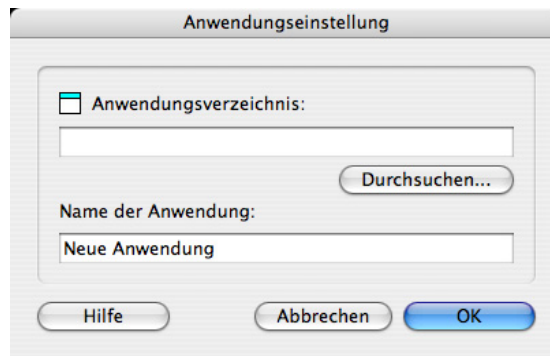 Anwendungseinstellung
Anwendungsverzeichnis:
Durchsuchen...
Name der Anwendung:
Neue Anwendung
Hilfe Abbrechen OK